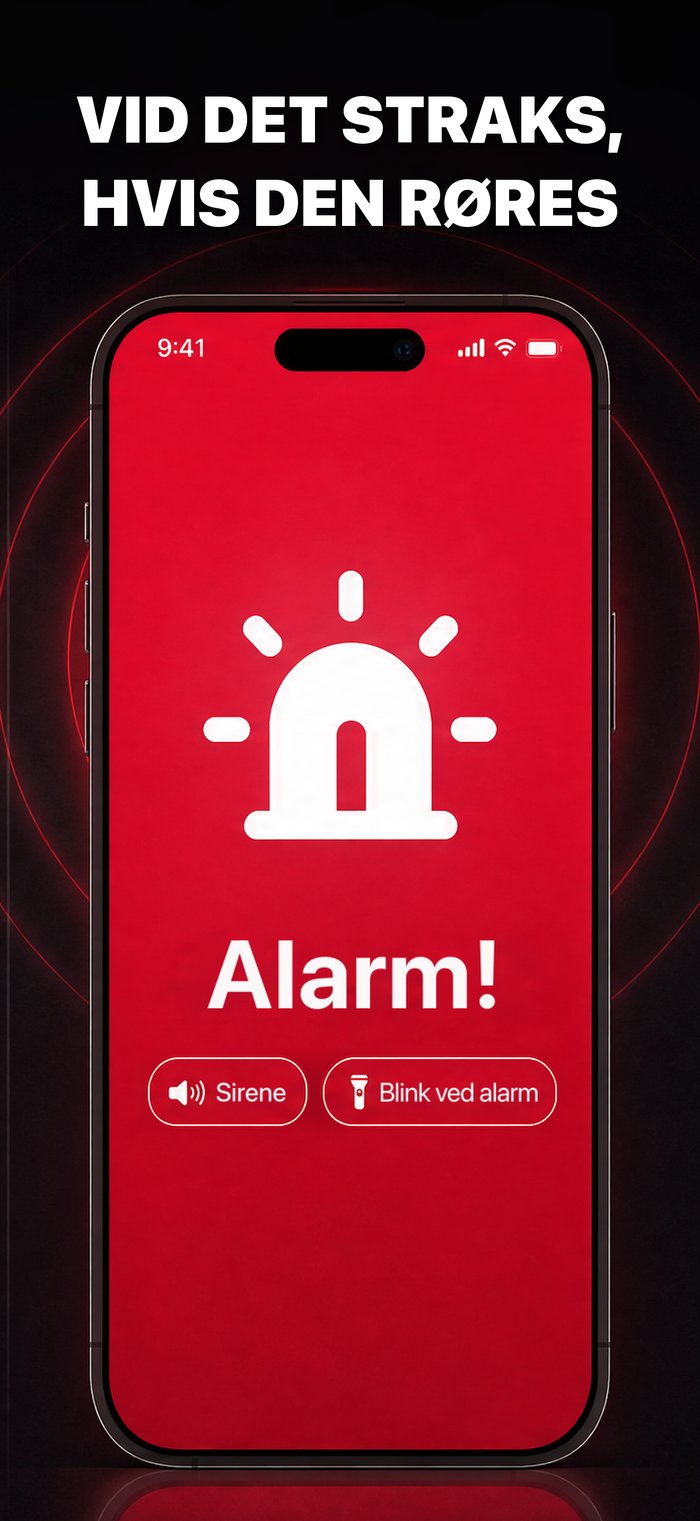 VID DET STRAKS,
HVIS DEN RØRES
9:41
Alarm!
Sirene
Blink ved alarm